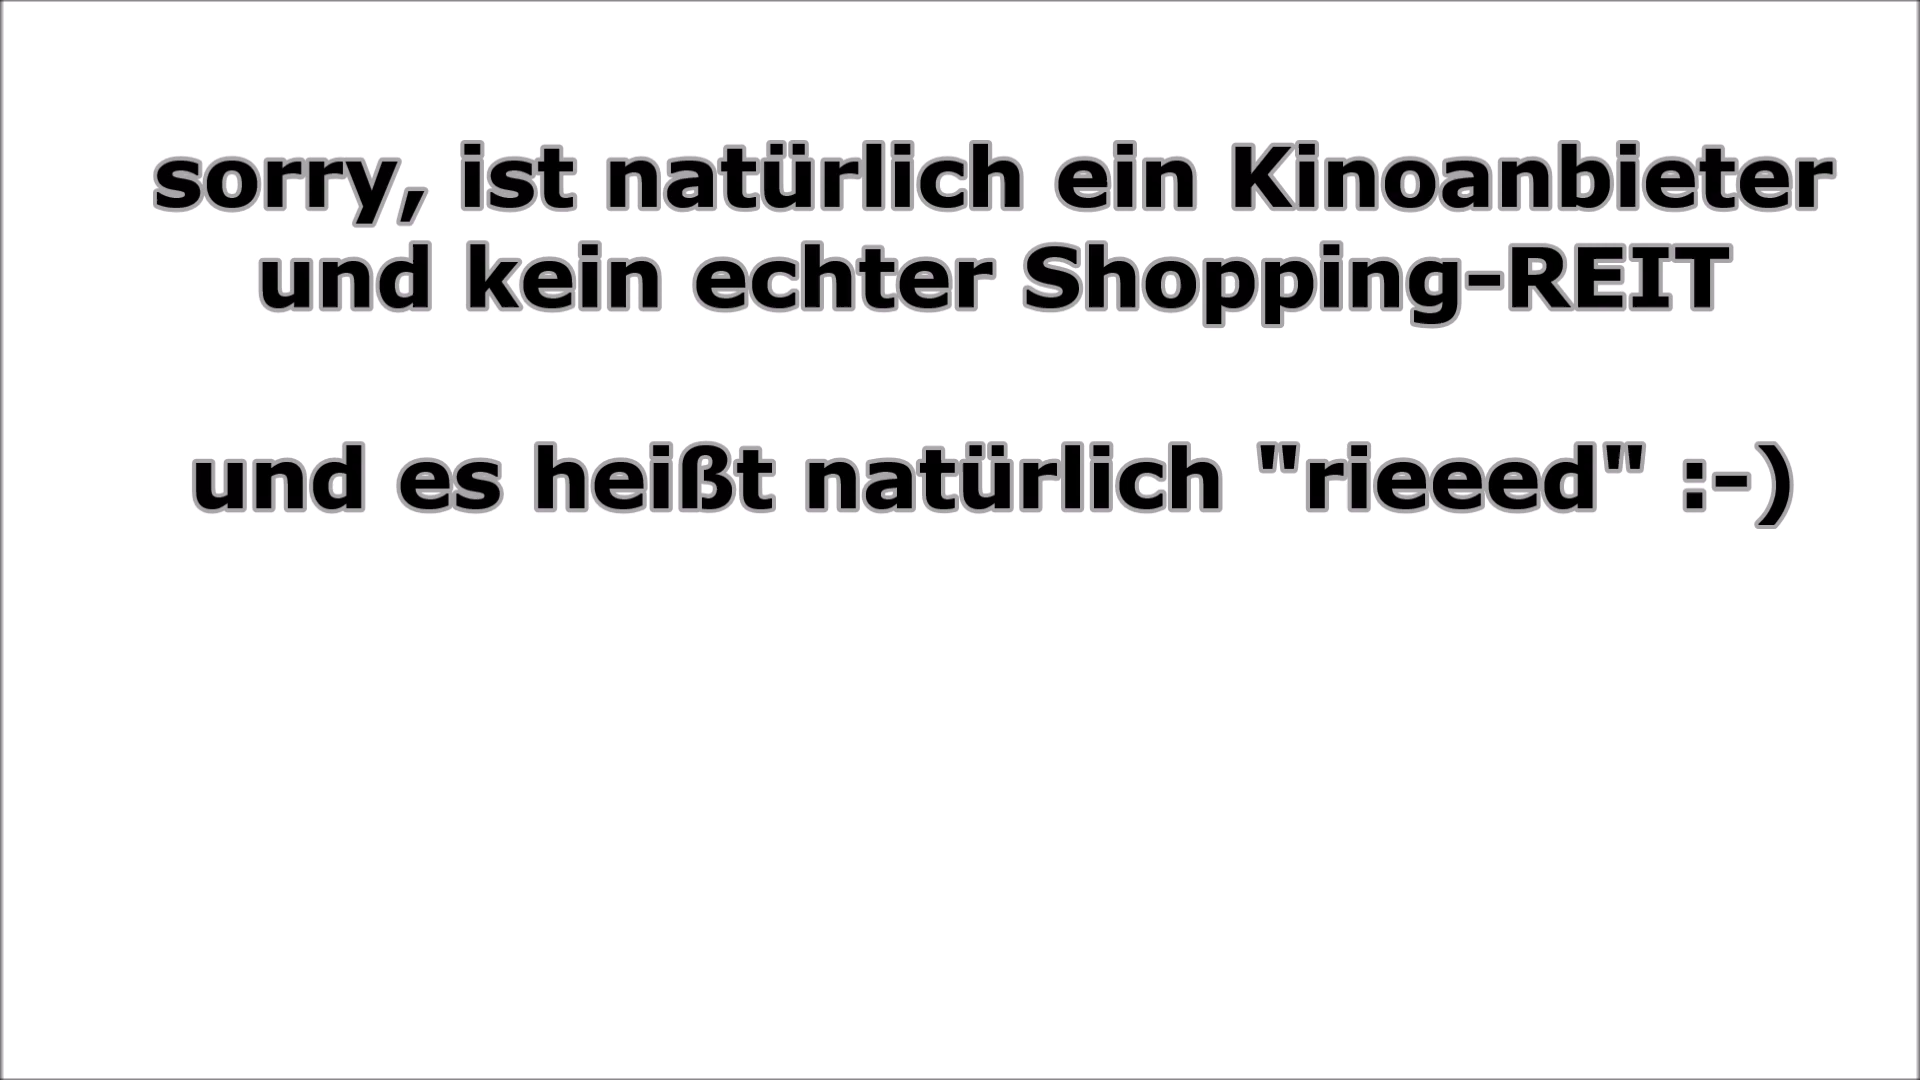 sorry, ist natürlich ein Kinoanbieter
und kein echter Shopping-REIT
und es heißt natürlich "rieeed" :-)